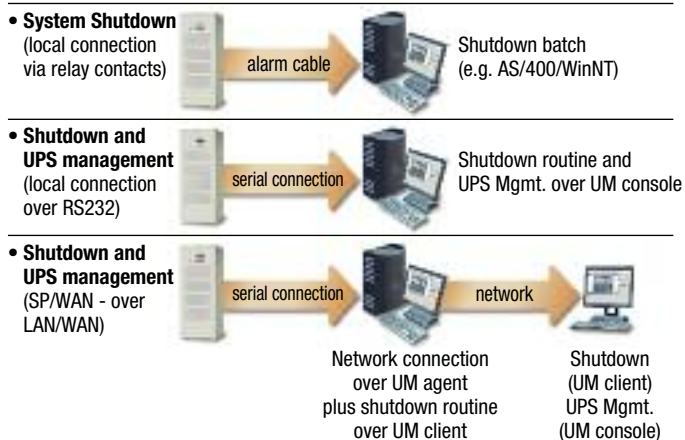 • System Shutdown
(local connection
via relay contacts)
alarm cable
Shutdown batch
(e.g. AS/400/WinNT)
• Shutdown and
UPS management
(local connection
over RS232)
serial connection
Shutdown routine and
UPS Mgmt. over UM console
• Shutdown and
UPS management
(SP/WAN - over
LAN/WAN)
serial connection
network
Network connection
over UM agent
plus shutdown routine
over UM client
Shutdown
(UM client)
UPS Mgmt.
(UM console)